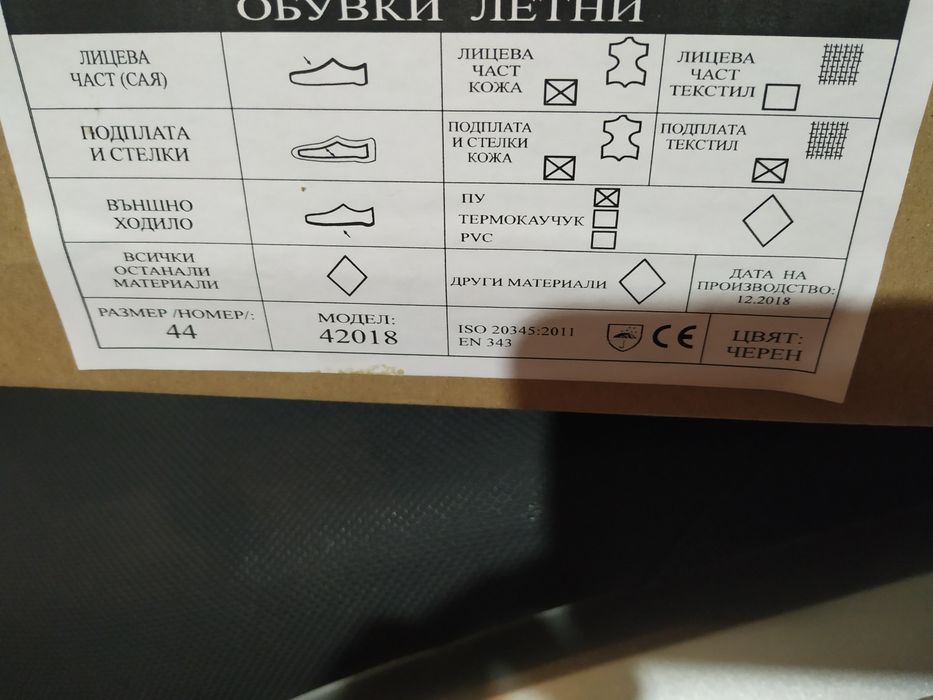 ОБУВКИ ЛЕТНИ
ЛИЦЕВА
ЧАСТ (САЯ)
ЛИЦЕВА
ЧАСТ
КОЖА
ЛИЦЕВА
ЧАСТ
ТЕКСТИЛ
ПОДПЛАТА
И СТЕЛКИ
ПОДПЛАТА
И СТЕЛКИ
КОЖА
ПОДПЛАТА
ТЕКСТИЛ
ВЪНШНО
ХОДИЛО
ПУ
ТЕРМОКАУЧУК
PVC
ВСИЧКИ
ОСТАНАЛИ
МАТЕРИАЛИ
ДРУГИ МАТЕРИАЛИ
ДАТА НА
ПРОИЗВОДСТВО:
12.2018
РАЗМЕР /НОМЕР/:
44
МОДЕЛ:
42018
ISO 20345:2011
EN 343
CE
ЦВЯТ:
ЧЕРЕН